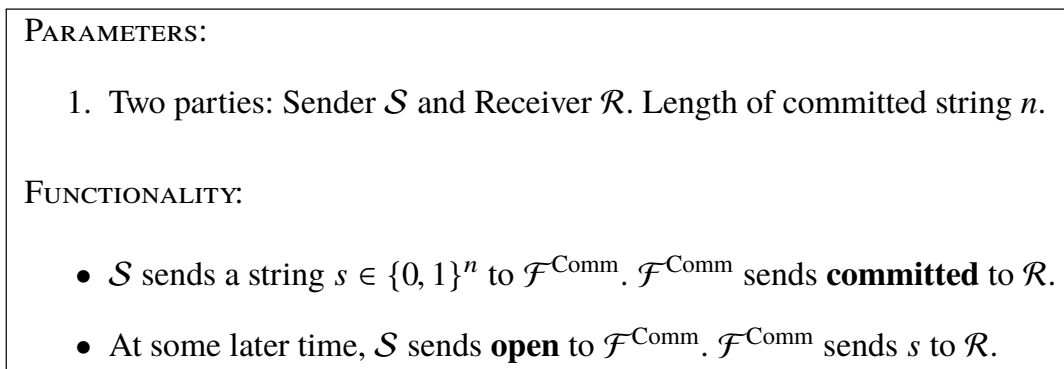 PARAMETERS:
1. Two parties: Sender 𝒮 and Receiver ℛ. Length of committed string n.
FUNCTIONALITY:
• 𝒮 sends a string s ∈ {0, 1}ⁿ to ℱ^Comm. ℱ^Comm sends committed to ℛ.
• At some later time, 𝒮 sends open to ℱ^Comm. ℱ^Comm sends s to ℛ.